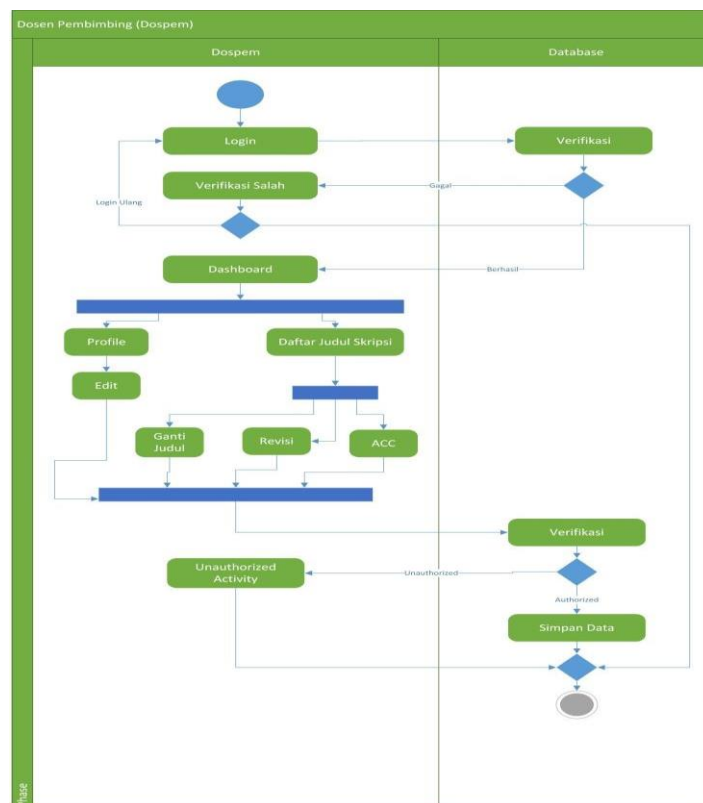 Dosen Pembimbing (Dospem)
Dospem
Database
Login
Verifikasi
Verifikasi Salah
Gagal
Login Ulang
Dashboard
Berhasil
Profile
Daftar Judul Skripsi
Edit
Ganti
Judul
Revisi
ACC
Verifikasi
Unauthorized
Activity
Unauthorized
Authorized
Simpan Data
Phase